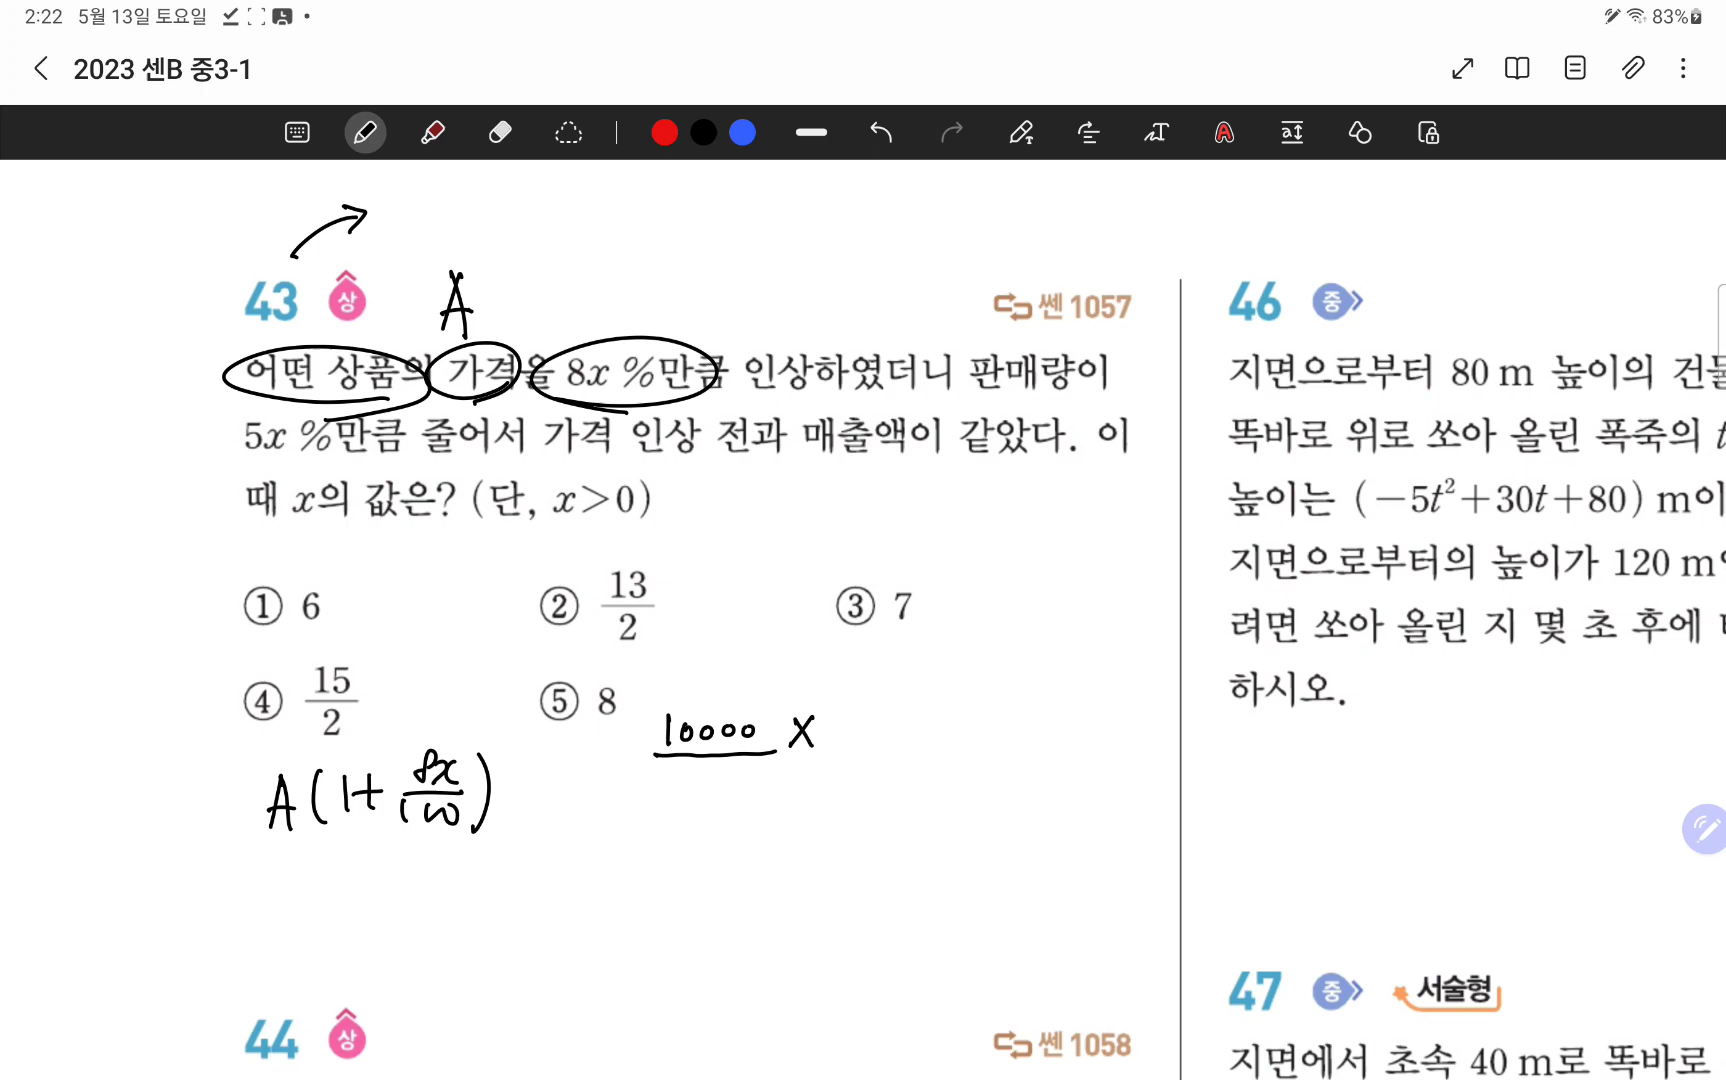 2:22 5월 13일 토요일
83%
2023 쎈B 중3-1
43 상
쎈 1057
A
어떤 상품의 가격을 8x %만큼 인상하였더니 판매량이
5x %만큼 줄어서 가격 인상 전과 매출액이 같았다. 이
때 x의 값은? (단, x>0)
① 6 ② 13/2 ③ 7
④ 15/2 ⑤ 8
10000 X
A(1+8x/100)
44 상
쎈 1058
46 중
지면으로부터 80 m 높이의
똑바로 위로 쏘아 올린 폭죽의
높이는 (-5t²+30t+80) m이
지면으로부터의 높이가 120 m
려면 쏘아 올린 지 몇 초 후에
하시오.
47 중 서술형
지면에서 초속 40 m로 똑바로